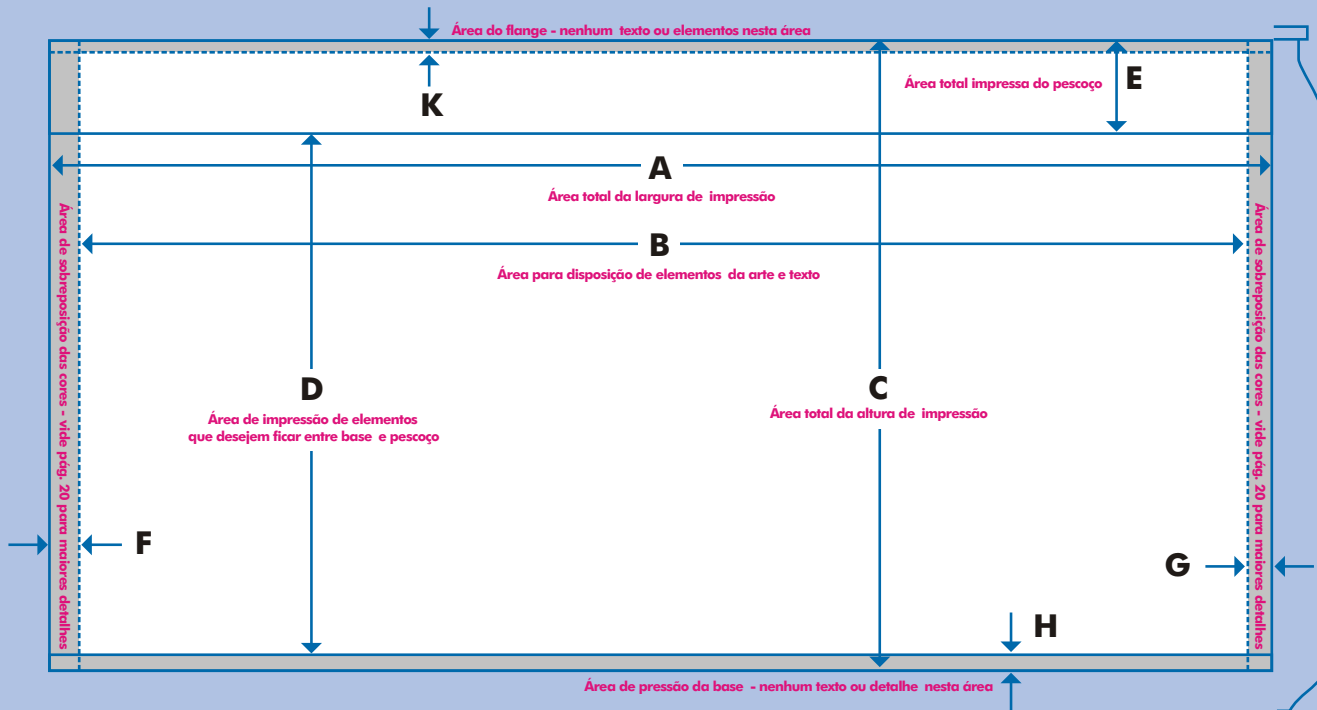 Área do flange - nenhum texto ou elementos nesta área
K
Área total impressa do pescoço
E
A
Área total da largura de impressão
B
Área para disposição de elementos da arte e texto
Área de sobreposição das cores - vide pág. 20 para maiores detalhes
Área de sobreposição das cores - vide pág. 20 para maiores detalhes
D
Área de impressão de elementos
que desejem ficar entre base e pescoço
C
Área total da altura de impressão
F
G
H
Área de pressão da base - nenhum texto ou detalhe nesta área